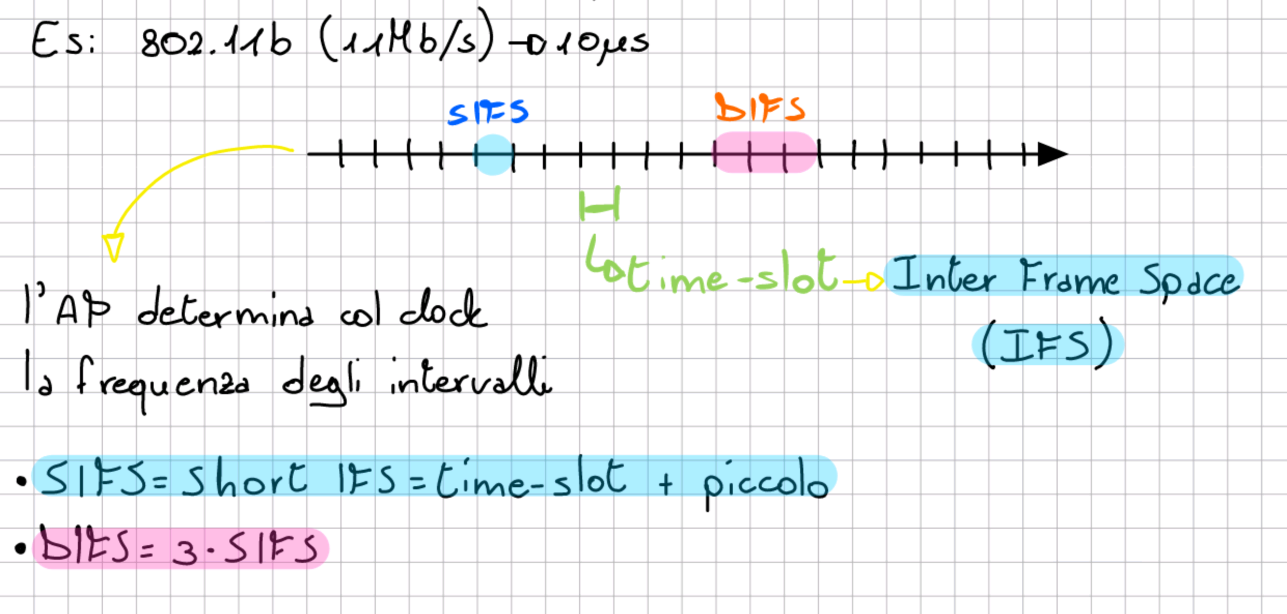 Es: 802.11b (11Mb/s) → 10μs
SIFS DIFS
time-slot → Inter Frame Space
(IFS)
l'AP determina col clock
la frequenza degli intervalli
• SIFS = Short IFS = time-slot + piccolo
• DIFS = 3 · SIFS